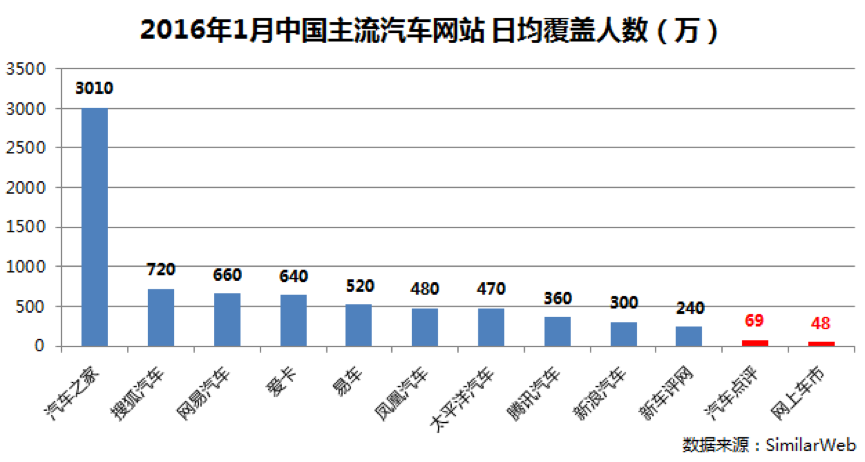 2016年1月中国主流汽车网站 日均覆盖人数（万）
3500
3000
2500
2000
1500
1000
500
0
3010
720
660
640
520
480
470
360
300
240
69
48
汽车之家
搜狐汽车
网易汽车
爱卡
易车
凤凰汽车
太平洋汽车
腾讯汽车
新浪汽车
新车评网
汽车点评
网上车市
数据来源：SimilarWeb